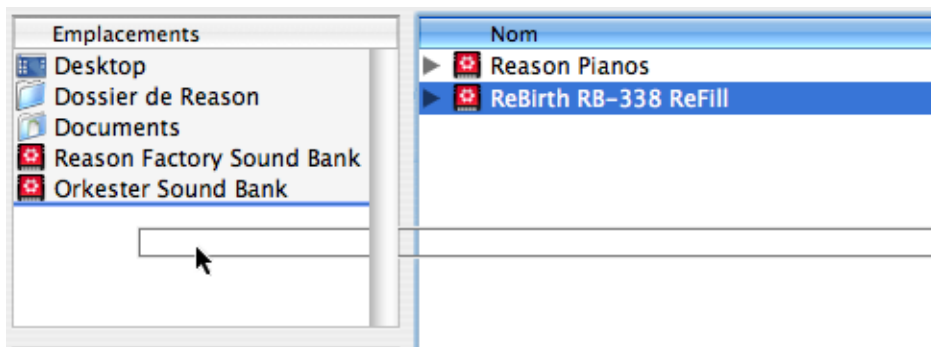 Emplacements
Desktop
Dossier de Reason
Documents
Reason Factory Sound Bank
Orkester Sound Bank
Nom
Reason Pianos
ReBirth RB-338 ReFill